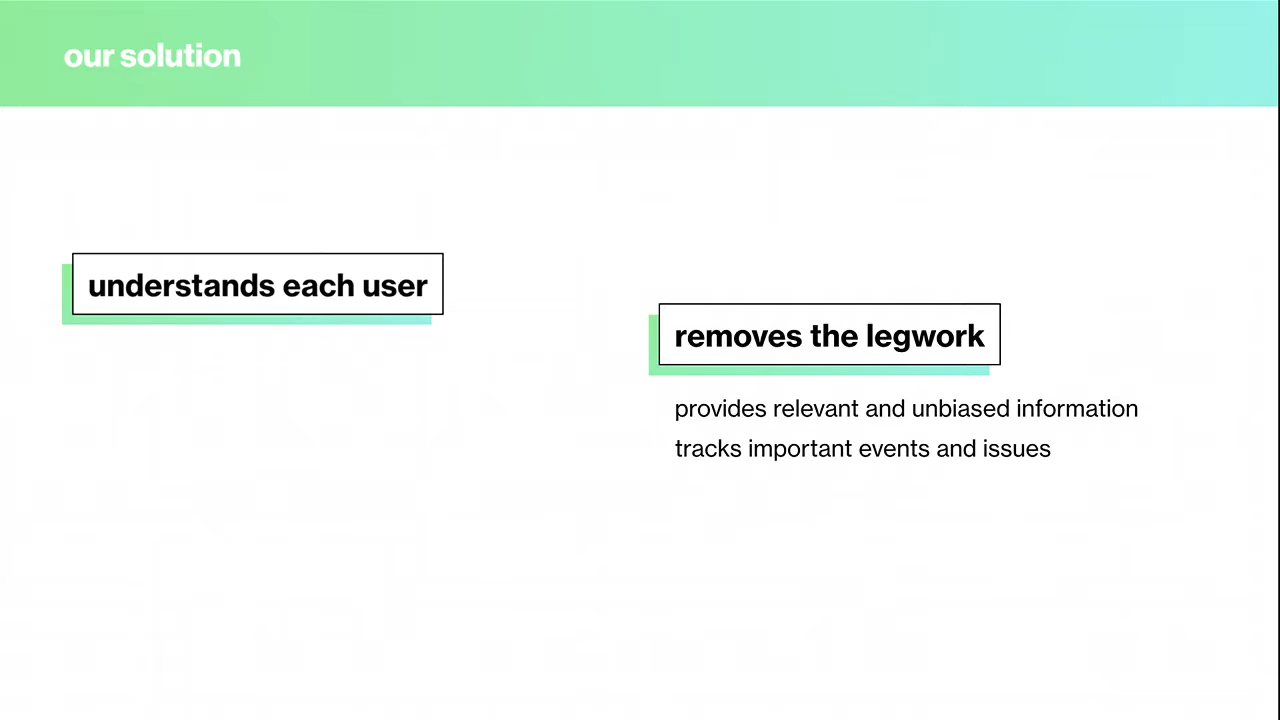 our solution
understands each user
removes the legwork
provides relevant and unbiased information
tracks important events and issues